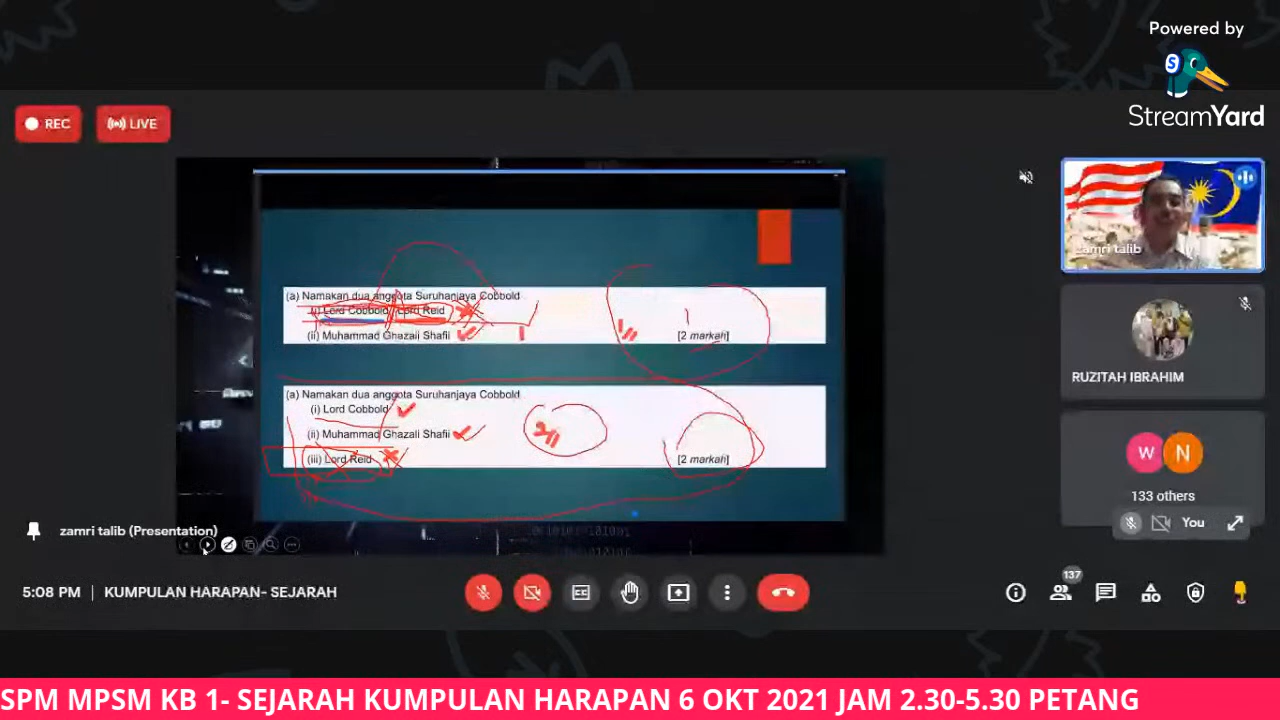 Powered by
StreamYard
REC
LIVE
(a) Namakan dua anggota Suruhanjaya Cobbold
(i) Lord Cobbold / Lord Reid
(ii) Muhammad Ghazali Shafii
1
1
[2 markah]
(a) Namakan dua anggota Suruhanjaya Cobbold
(i) Lord Cobbold
(ii) Muhammad Ghazali Shafii
(iii) Lord Reid
[2 markah]
zamri talib
RUZITAH IBRAHIM
W
N
133 others
You
zamri talib (Presentation)
5:08 PM | KUMPULAN HARAPAN- SEJARAH
137
SPM MPSM KB 1- SEJARAH KUMPULAN HARAPAN 6 OKT 2021 JAM 2.30-5.30 PETANG